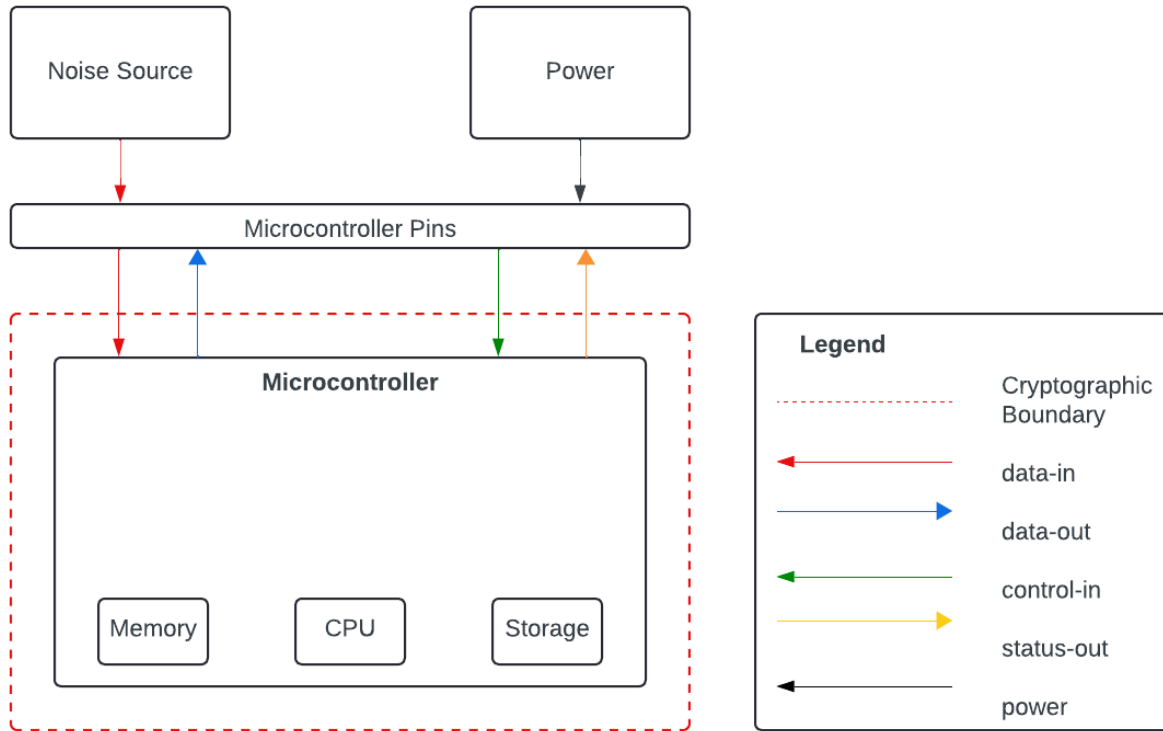 Noise Source
Power
Microcontroller Pins
Microcontroller
Memory
CPU
Storage
Legend
Cryptographic
Boundary
data-in
data-out
control-in
status-out
power